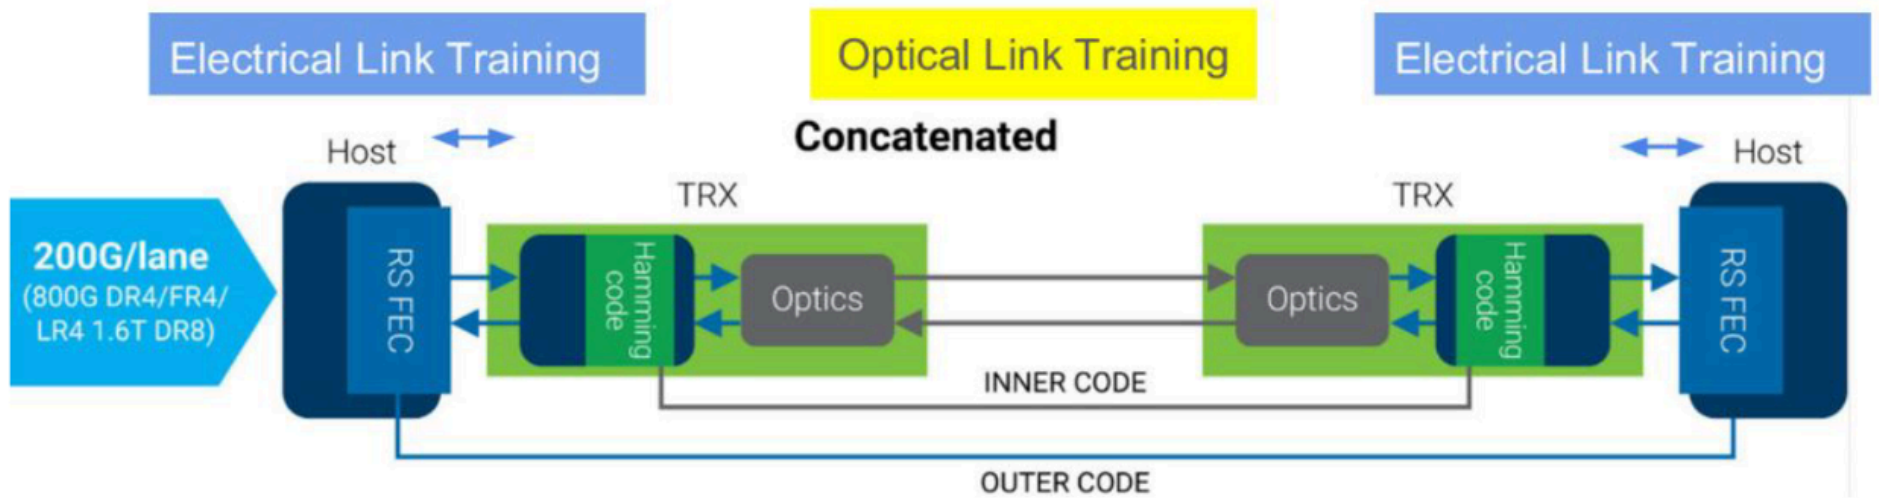 Electrical Link Training
Optical Link Training
Electrical Link Training
Concatenated
Host
Host
TRX
TRX
200G/lane
(800G DR4/FR4/
LR4 1.6T DR8)
RS FEC
Hamming
code
Optics
Optics
Hamming
code
RS FEC
INNER CODE
OUTER CODE